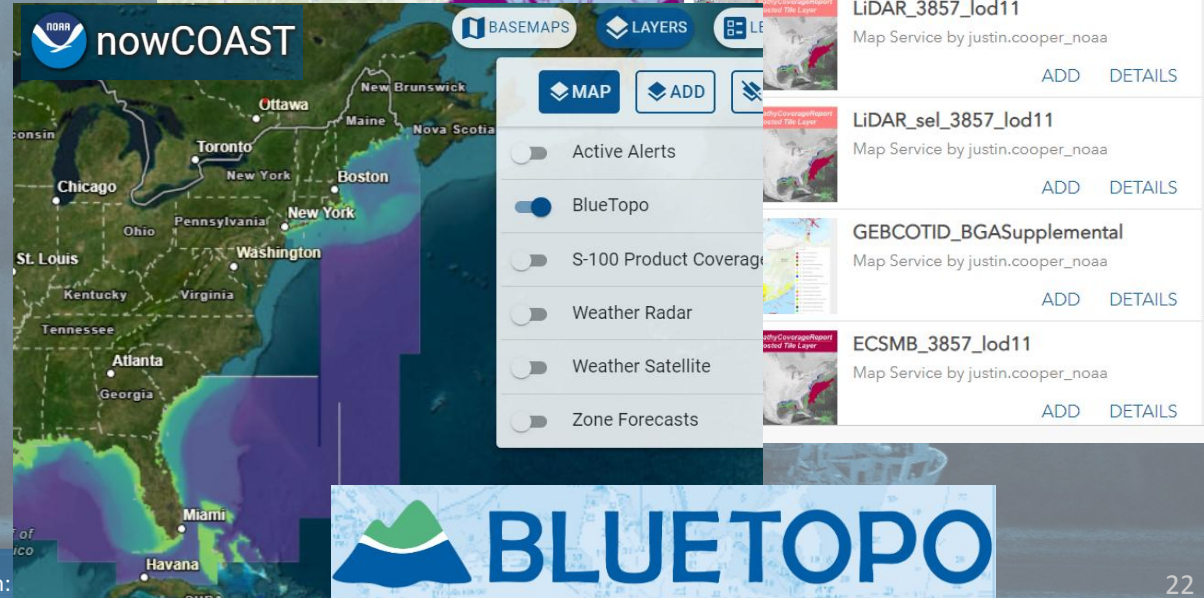 NOAA
nowCOAST
BASEMAPS
LAYERS
MAP
ADD
Active Alerts
BlueTopo
S-100 Product Coverage
Weather Radar
Weather Satellite
Zone Forecasts
New Brunswick
Ottawa
Maine
Nova Scotia
Toronto
New York
Boston
Chicago
Pennsylvania
New York
Ohio
St. Louis
Washington
Kentucky
Virginia
Tennessee
Atlanta
Georgia
Miami
of
Havana
LiDAR_3857_lod11
Map Service by justin.cooper_noaa
ADD DETAILS
LiDAR_sel_3857_lod11
Map Service by justin.cooper_noaa
ADD DETAILS
GEBCOTID_BGASupplemental
Map Service by justin.cooper_noaa
ADD DETAILS
ECSMB_3857_lod11
Map Service by justin.cooper_noaa
ADD DETAILS
BLUETOPO
22